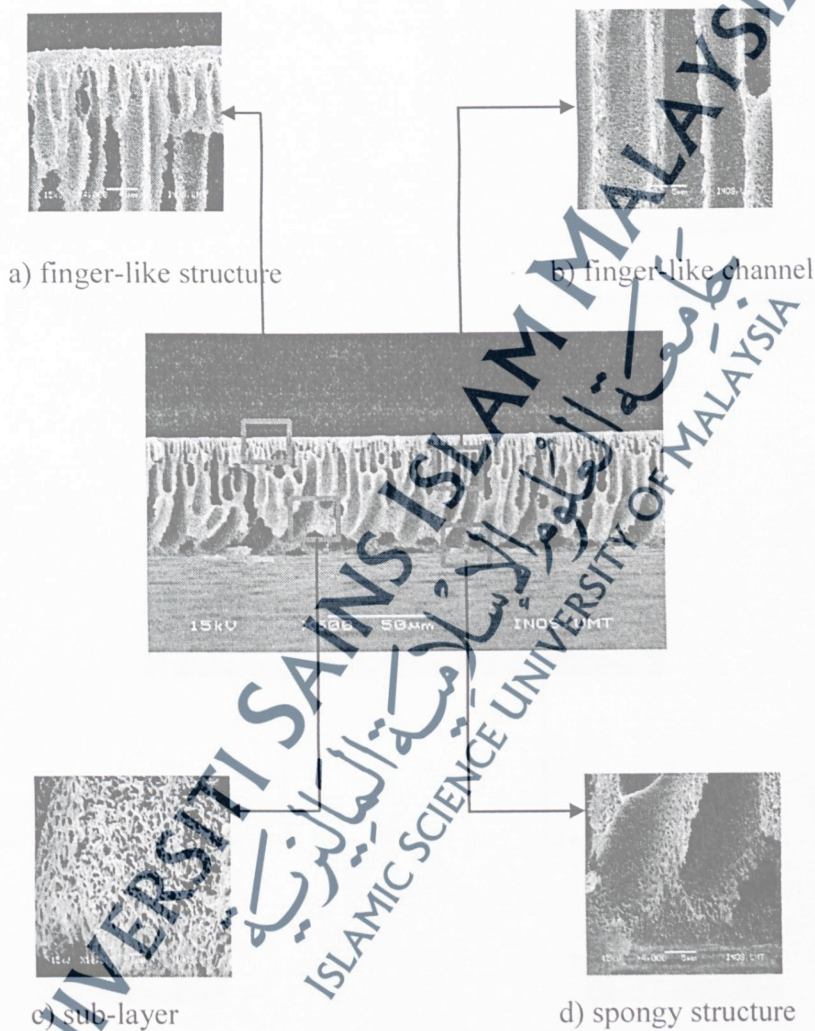 a) finger-like structure
b) finger-like channel
15kV X500 50µm INOS UMT
c) sub-layer
d) spongy structure
UNIVERSITI SAINS ISLAM MALAYSIA
جامعة العلوم الإسلامية الماليزية
ISLAMIC SCIENCE UNIVERSITY OF MALAYSIA